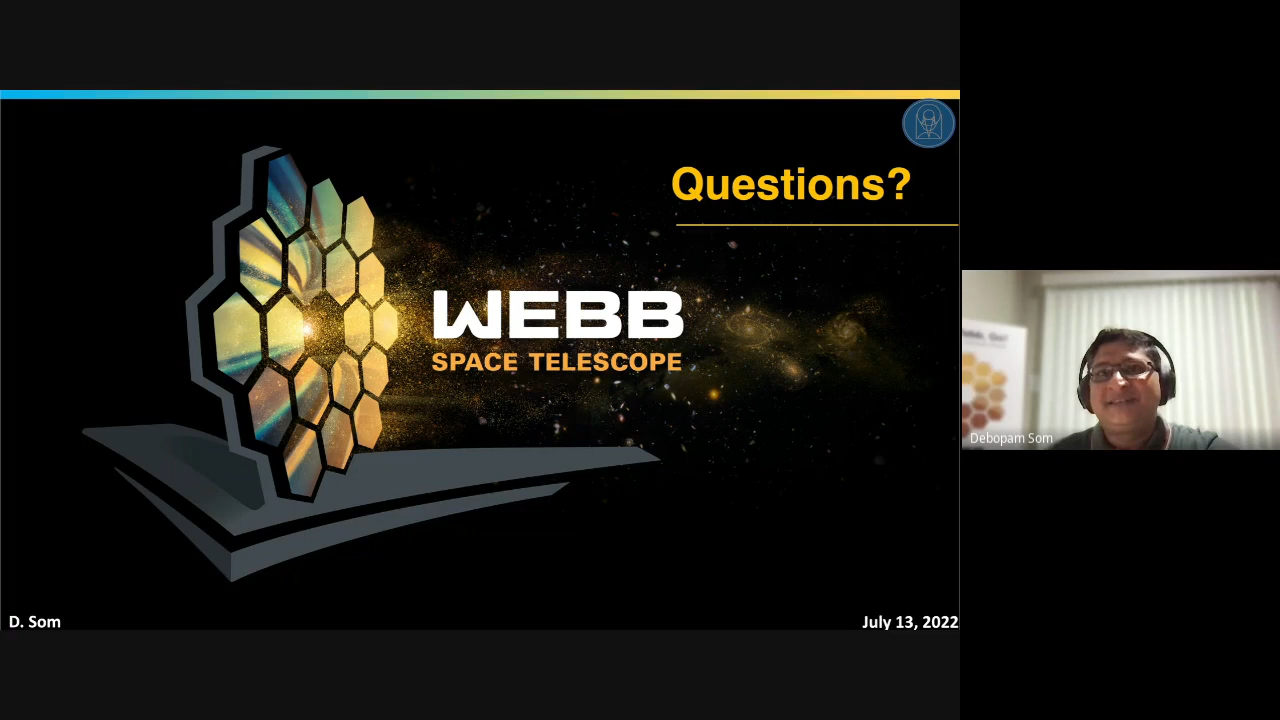 Questions?
WEBB
SPACE TELESCOPE
D. Som
July 13, 2022
Debopam Som